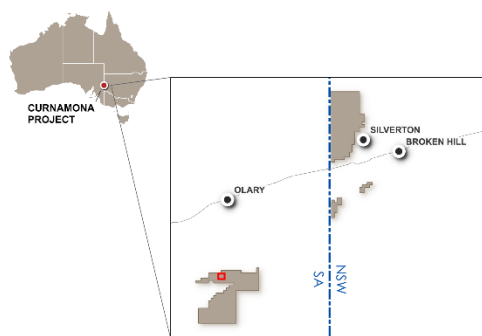 CURNAMONA
PROJECT
SILVERTON
BROKEN HILL
OLARY
SA
NSW